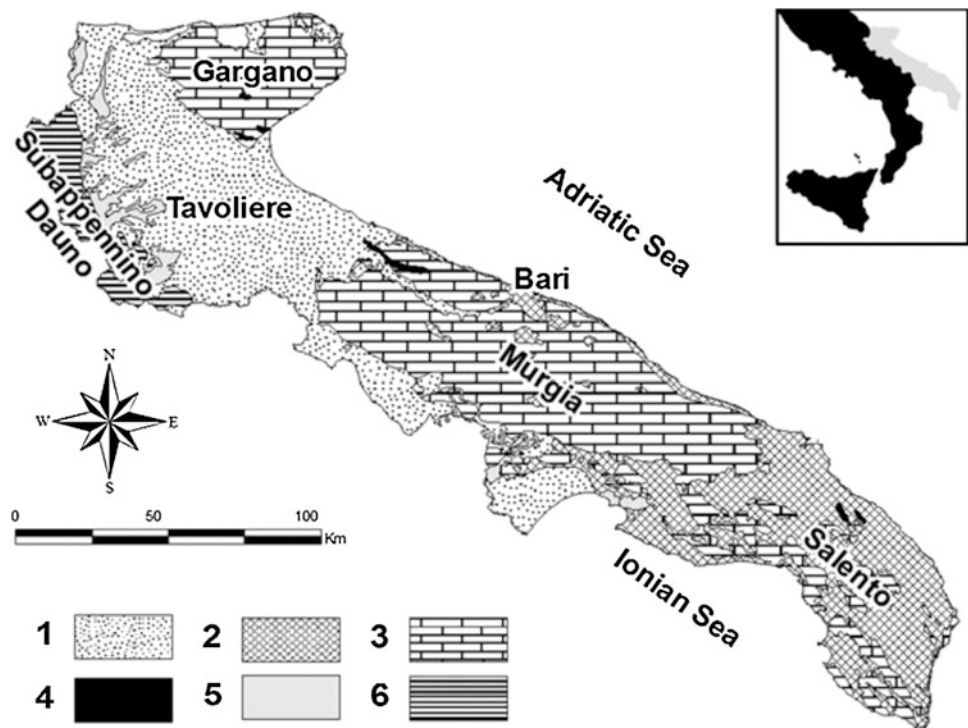 Gargano
Subappennino
Dauno
Tavoliere
Adriatic Sea
Bari
Murgia
Salento
Ionian Sea
N
W E
S
0 50 100
Km
1 2 3
4 5 6